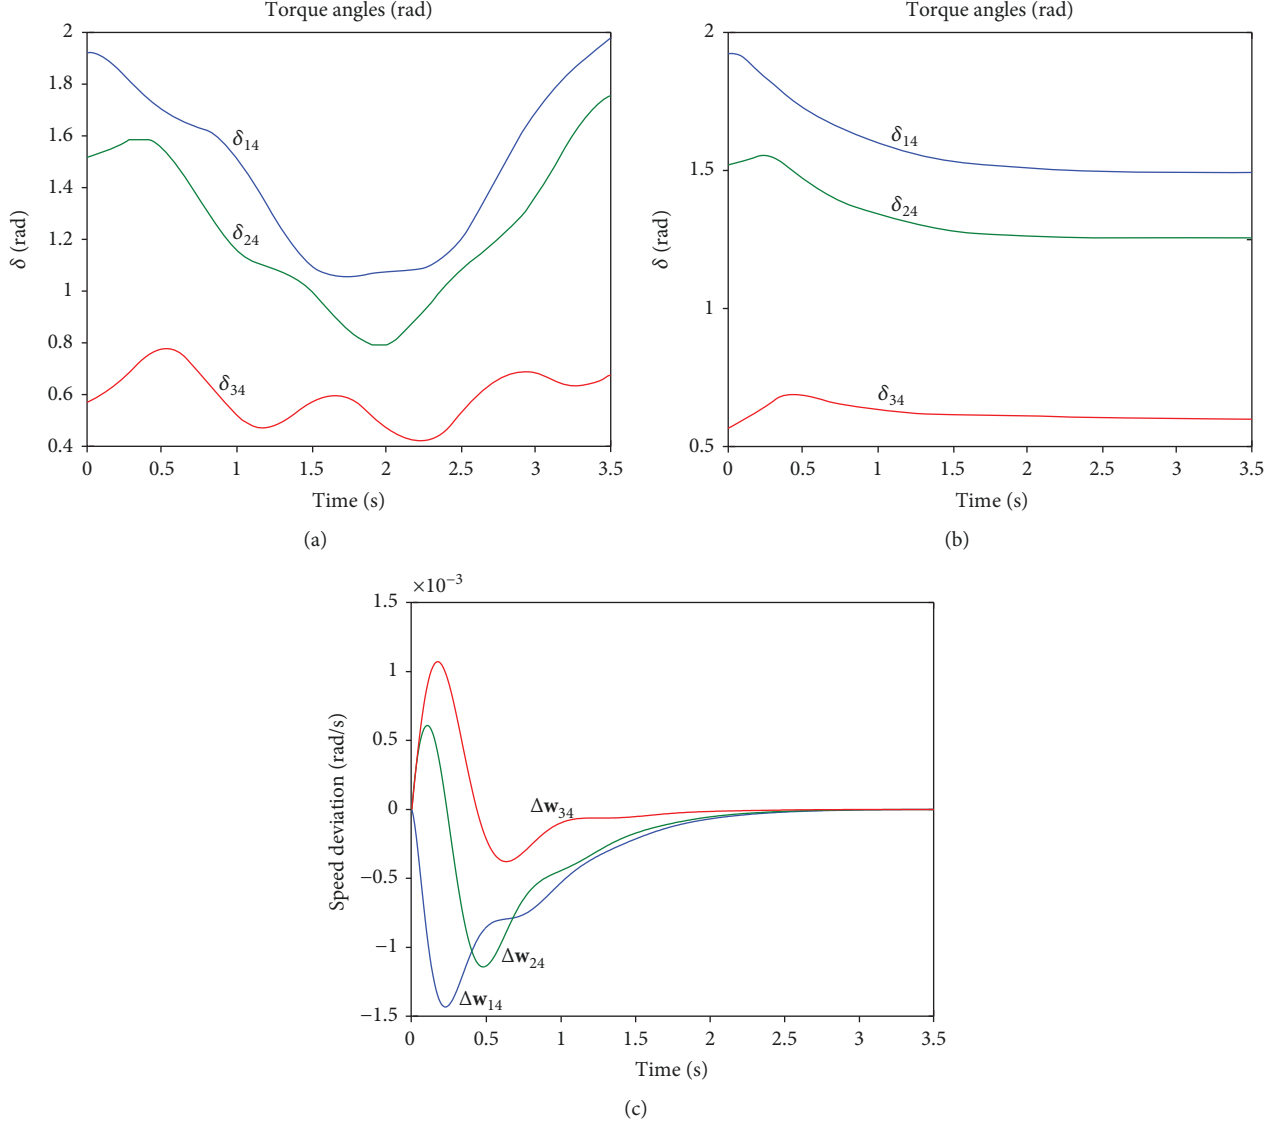 Torque angles (rad)
2
1.8
1.6
1.4
1.2
1
0.8
0.6
0.4
δ (rad)
δ14
δ24
δ34
0 0.5 1 1.5 2 2.5 3 3.5
Time (s)
(a)
Torque angles (rad)
2
1.5
1
0.5
δ (rad)
δ14
δ24
δ34
0 0.5 1 1.5 2 2.5 3 3.5
Time (s)
(b)
×10−3
1.5
1
0.5
0
−0.5
−1
−1.5
Speed deviation (rad/s)
Δw34
Δw24
Δw14
0 0.5 1 1.5 2 2.5 3 3.5
Time (s)
(c)